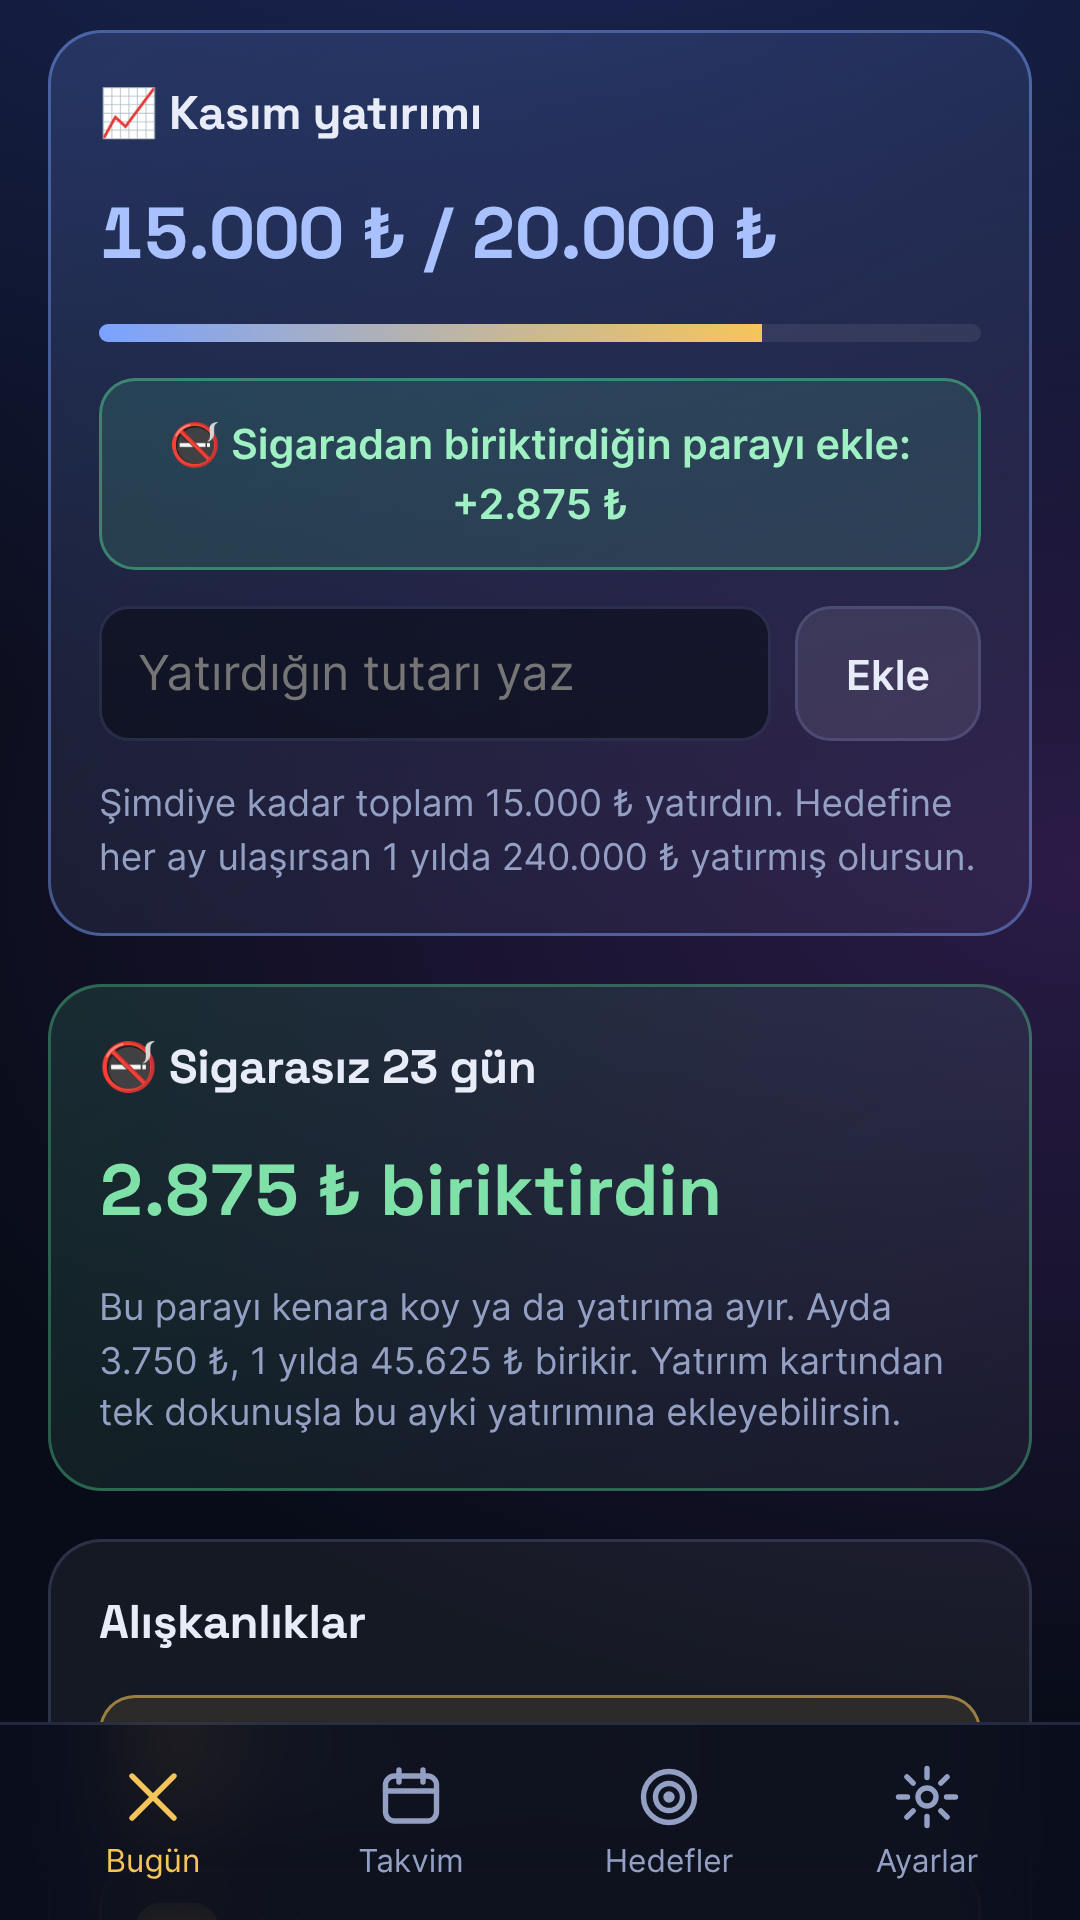 Kasım yatırımı
15.000 ₺ / 20.000 ₺
Sigaradan biriktirdiğin parayı ekle:
+2.875 ₺
Yatırdığın tutarı yaz
Ekle
Şimdiye kadar toplam 15.000 ₺ yatırdın. Hedefine
her ay ulaşırsan 1 yılda 240.000 ₺ yatırmış olursun.
Sigarasız 23 gün
2.875 ₺ biriktirdin
Bu parayı kenara koy ya da yatırıma ayır. Ayda
3.750 ₺, 1 yılda 45.625 ₺ birikir. Yatırım kartından
tek dokunuşla bu ayki yatırımına ekleyebilirsin.
Alışkanlıklar
Bugün
Takvim
Hedefler
Ayarlar